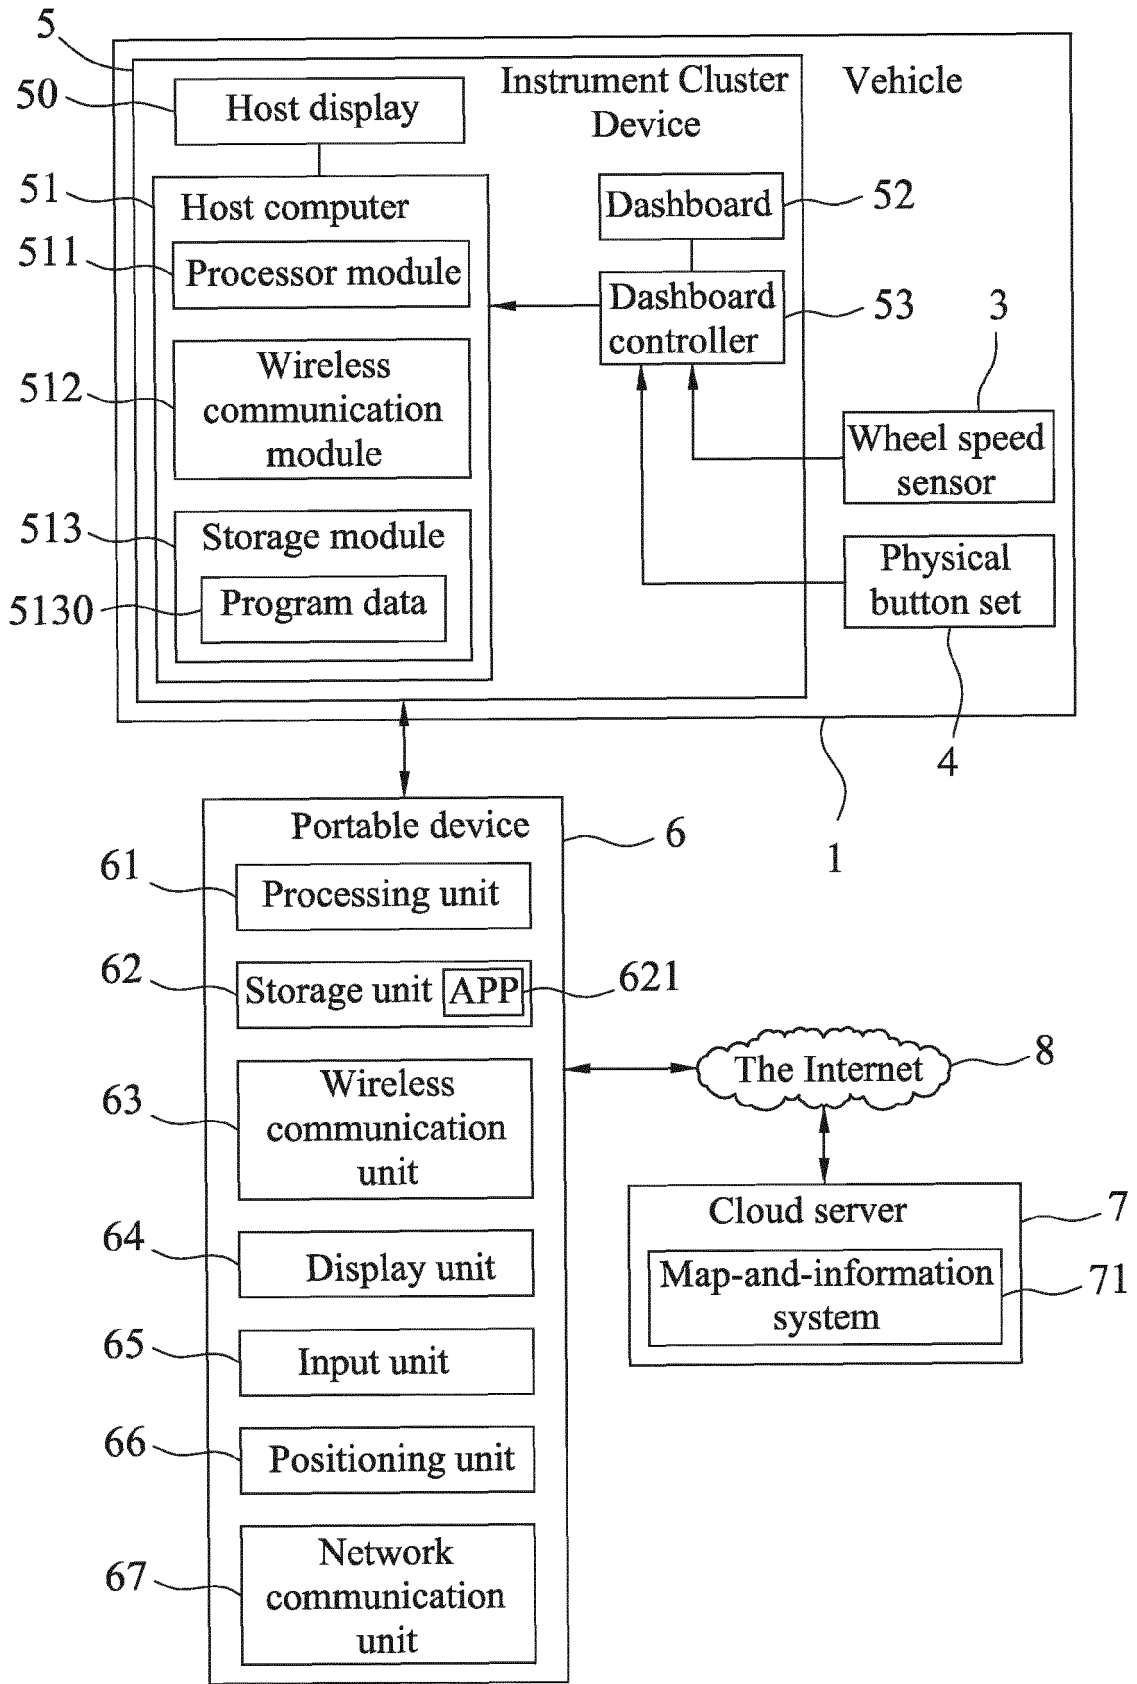 5
50
Host display
Instrument Cluster
Device
Vehicle
51
Host computer
511
Processor module
512
Wireless
communication
module
513
Storage module
5130
Program data
Dashboard
52
Dashboard
controller
53
3
Wheel speed
sensor
Physical
button set
4
1
Portable device
6
61
Processing unit
62
Storage unit
APP
621
63
Wireless
communication
unit
64
Display unit
65
Input unit
66
Positioning unit
67
Network
communication
unit
The Internet
8
Cloud server
7
Map-and-information
system
71